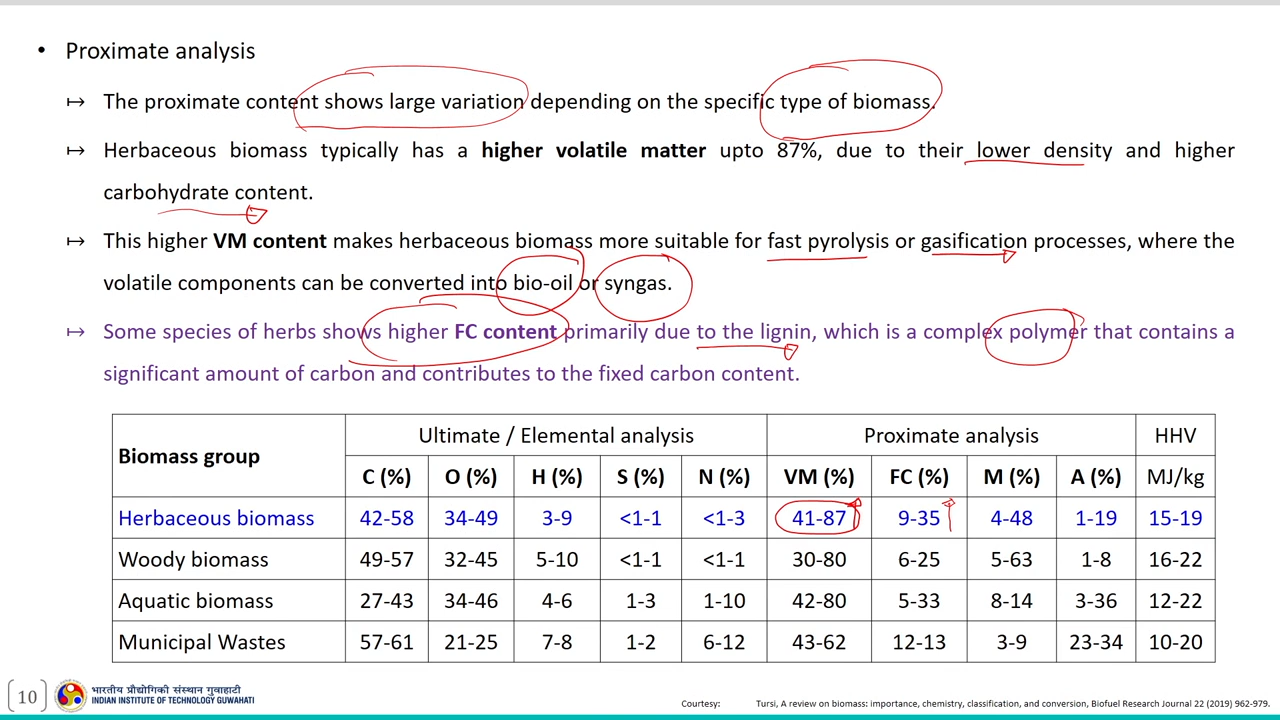 • Proximate analysis
↦ The proximate content shows large variation depending on the specific type of biomass.
↦ Herbaceous biomass typically has a higher volatile matter upto 87%, due to their lower density and higher
carbohydrate content.
↦ This higher VM content makes herbaceous biomass more suitable for fast pyrolysis or gasification processes, where the
volatile components can be converted into bio-oil or syngas.
↦ Some species of herbs shows higher FC content primarily due to the lignin, which is a complex polymer that contains a
significant amount of carbon and contributes to the fixed carbon content.
Biomass group Ultimate / Elemental analysis Proximate analysis HHV
C (%) O (%) H (%) S (%) N (%) VM (%) FC (%) M (%) A (%) MJ/kg
Herbaceous biomass 42-58 34-49 3-9 <1-1 <1-3 41-87 9-35 4-48 1-19 15-19
Woody biomass 49-57 32-45 5-10 <1-1 <1-1 30-80 6-25 5-63 1-8 16-22
Aquatic biomass 27-43 34-46 4-6 1-3 1-10 42-80 5-33 8-14 3-36 12-22
Municipal Wastes 57-61 21-25 7-8 1-2 6-12 43-62 12-13 3-9 23-34 10-20
10
भारतीय प्रौद्योगिकी संस्थान गुवाहाटी
INDIAN INSTITUTE OF TECHNOLOGY GUWAHATI
Courtesy: Tursi, A review on biomass: importance, chemistry, classification, and conversion, Biofuel Research Journal 22 (2019) 962-979.